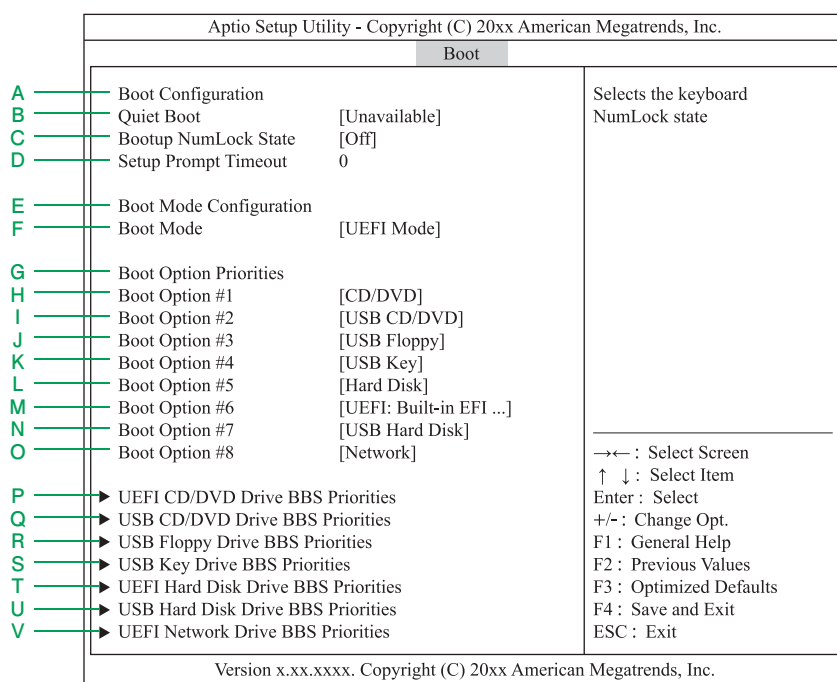 Aptio Setup Utility - Copyright (C) 20xx American Megatrends, Inc.
Boot
A Boot Configuration
B Quiet Boot [Unavailable]
C Bootup NumLock State [Off]
D Setup Prompt Timeout 0
E Boot Mode Configuration
F Boot Mode [UEFI Mode]
G Boot Option Priorities
H Boot Option #1 [CD/DVD]
I Boot Option #2 [USB CD/DVD]
J Boot Option #3 [USB Floppy]
K Boot Option #4 [USB Key]
L Boot Option #5 [Hard Disk]
M Boot Option #6 [UEFI: Built-in EFI ...]
N Boot Option #7 [USB Hard Disk]
O Boot Option #8 [Network]
P ▶ UEFI CD/DVD Drive BBS Priorities
Q ▶ USB CD/DVD Drive BBS Priorities
R ▶ USB Floppy Drive BBS Priorities
S ▶ USB Key Drive BBS Priorities
T ▶ UEFI Hard Disk Drive BBS Priorities
U ▶ USB Hard Disk Drive BBS Priorities
V ▶ UEFI Network Drive BBS Priorities
Selects the keyboard
NumLock state
→← : Select Screen
↑ ↓ : Select Item
Enter : Select
+/- : Change Opt.
F1 : General Help
F2 : Previous Values
F3 : Optimized Defaults
F4 : Save and Exit
ESC : Exit
Version x.xx.xxxx. Copyright (C) 20xx American Megatrends, Inc.